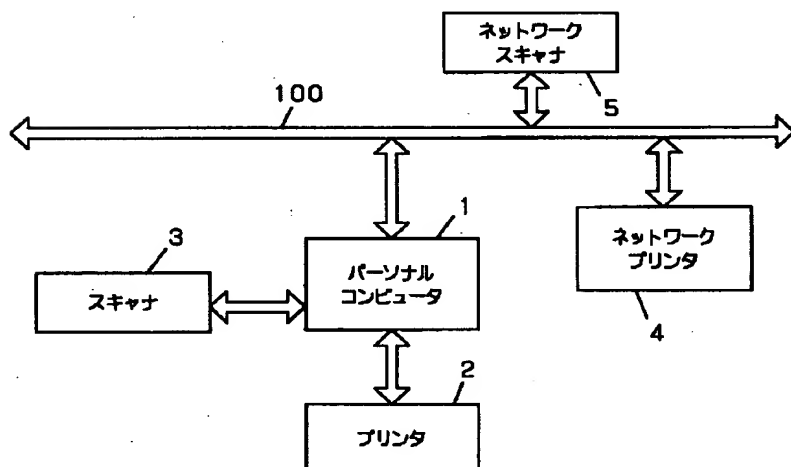 ネットワーク
スキャナ
5
100
1
3
パーソナル
コンピュータ
ネットワーク
プリンタ
スキャナ
4
2
プリンタ